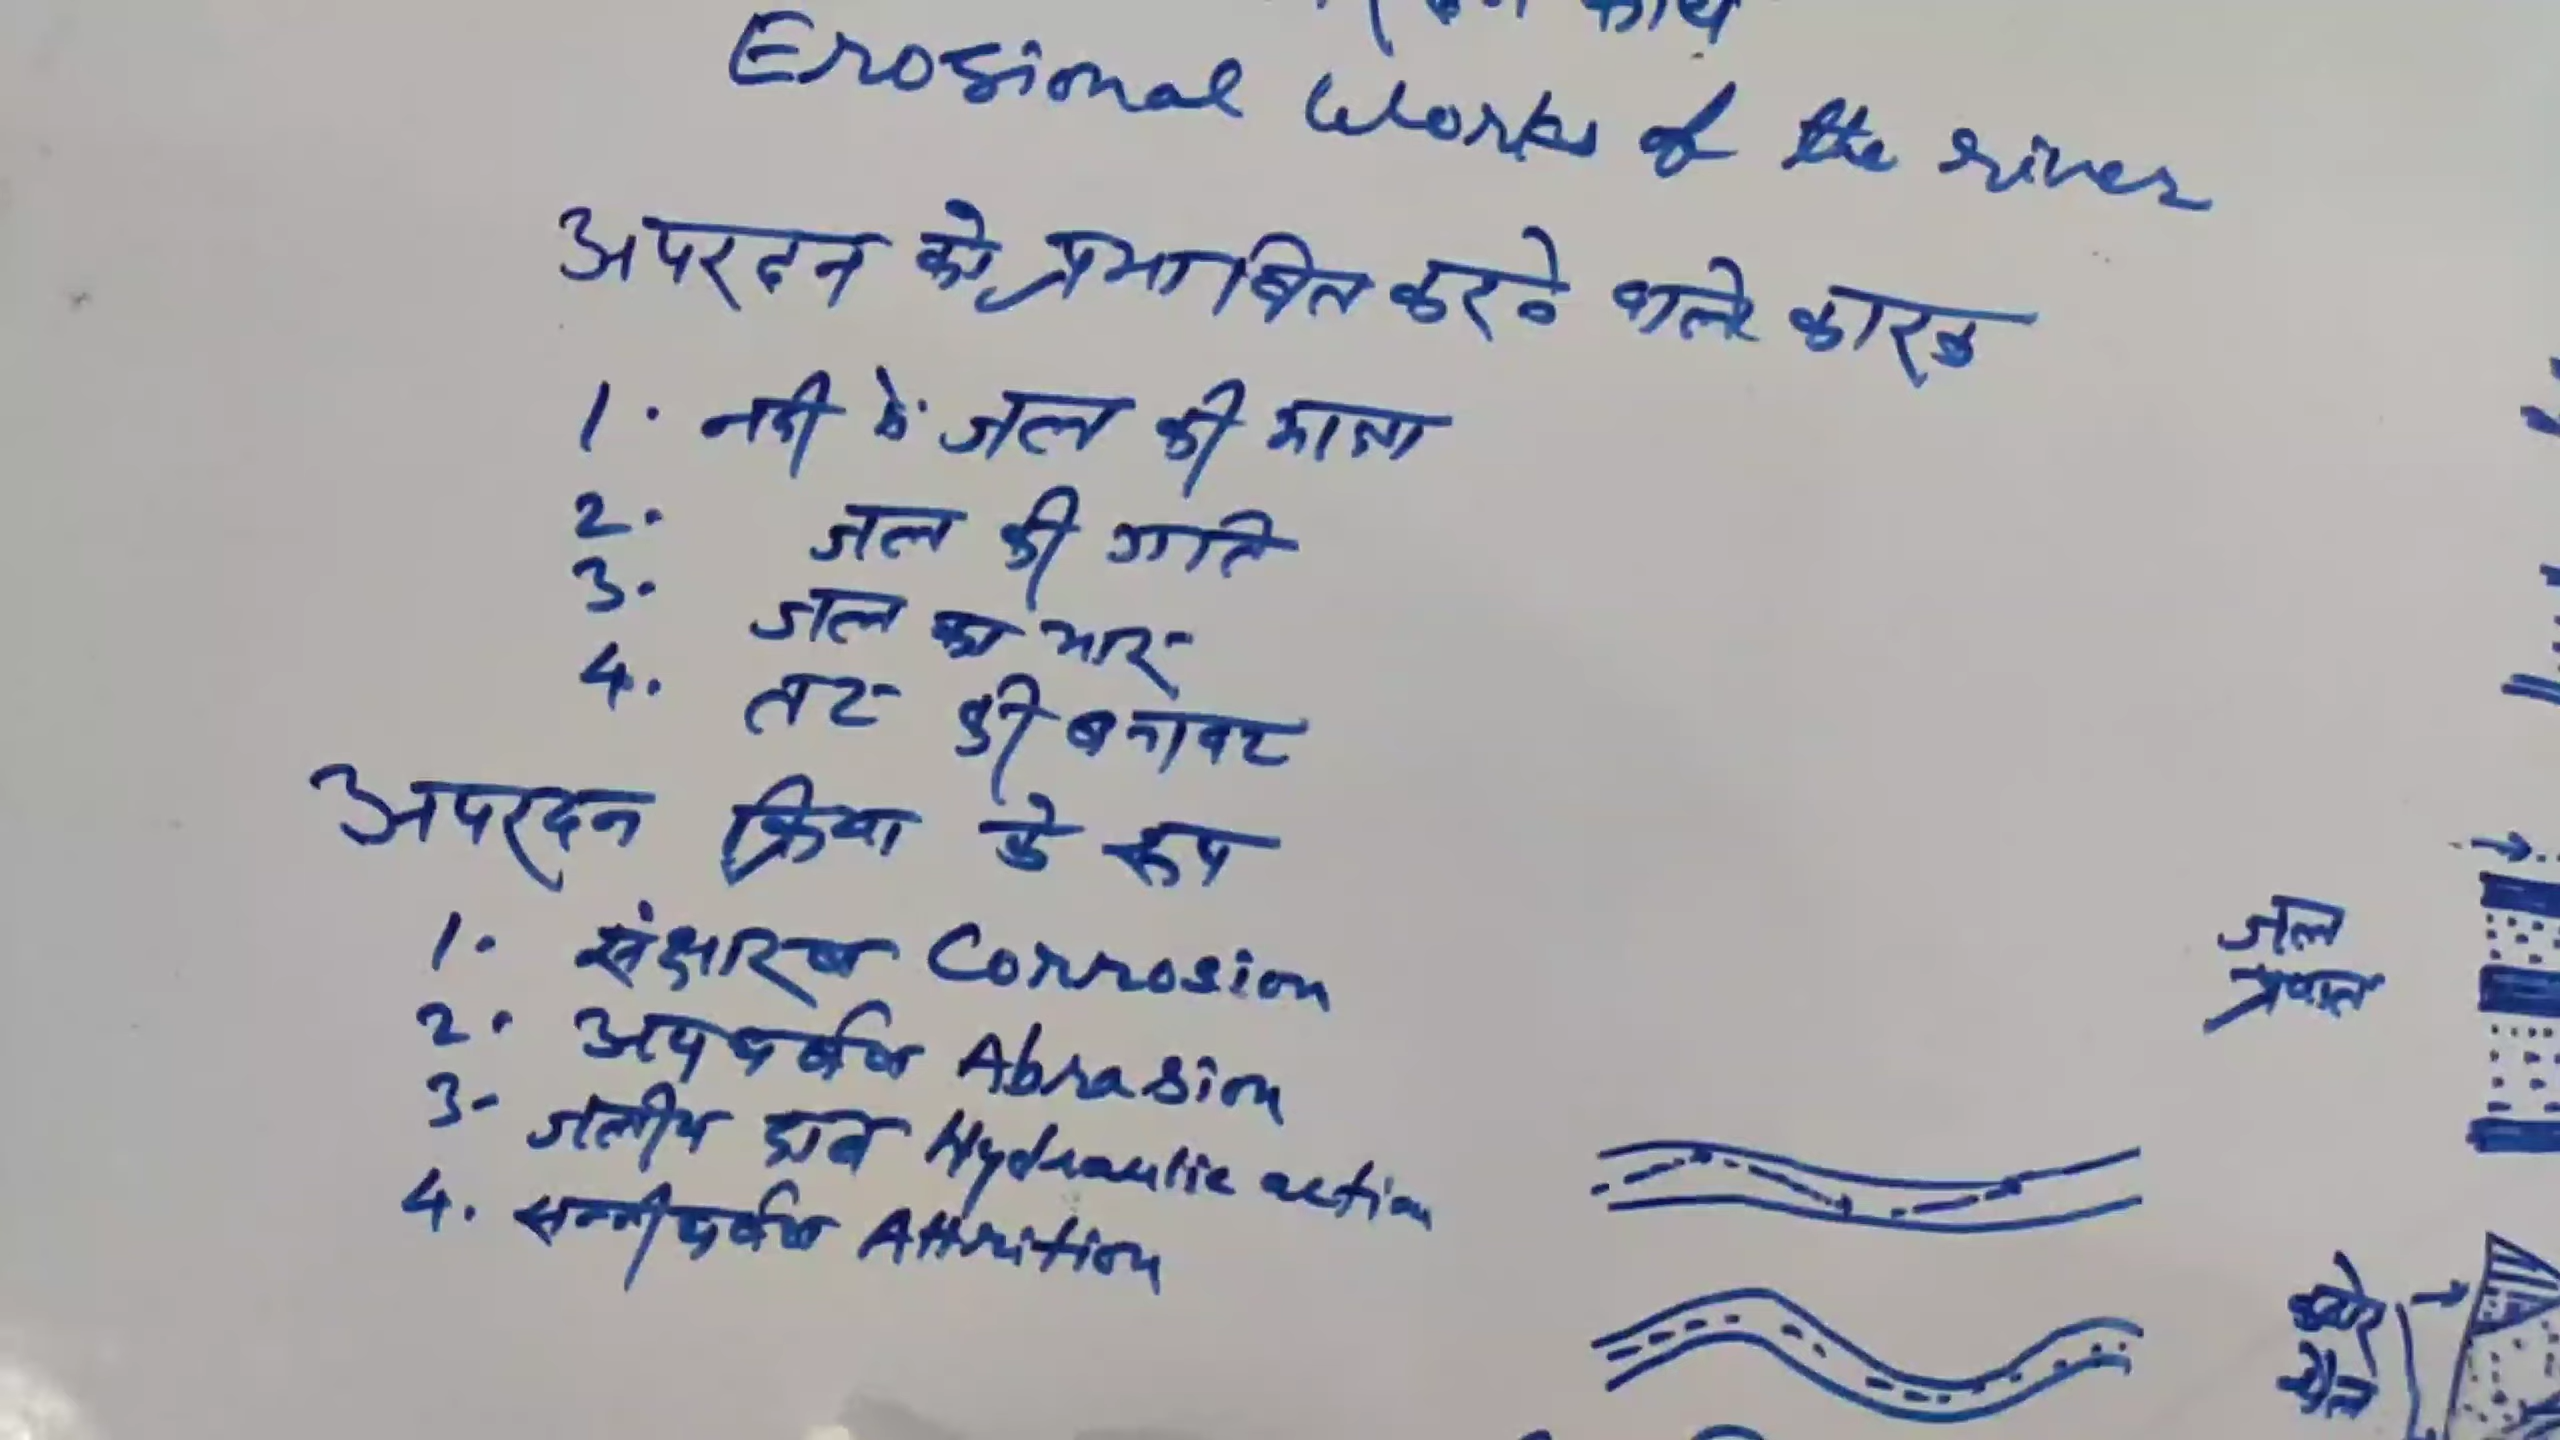 कार्य
Erosional Works of the river
अपरदन को प्रभावित करने वाले कारक
1. नदी के जल की मात्रा
2. जल की गति
3. जल का भार
4. तट की बनावट
अपरदन क्रिया के रूप
1. संक्षारण Corrosion
2. अपघर्षण Abrasion
3- जलीय दाब Hydraulic action
4. सन्नीघर्षण Attrition
जल
प्रपात
कठोर
शैल